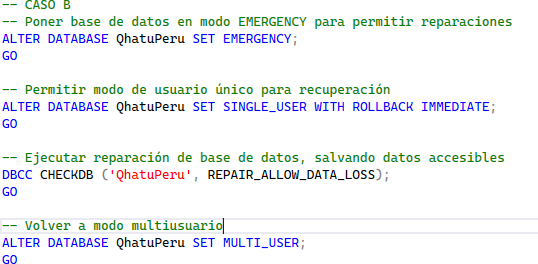 -- CASO B
-- Poner base de datos en modo EMERGENCY para permitir reparaciones
ALTER DATABASE QhatuPeru SET EMERGENCY;
GO
-- Permitir modo de usuario único para recuperación
ALTER DATABASE QhatuPeru SET SINGLE_USER WITH ROLLBACK IMMEDIATE;
GO
-- Ejecutar reparación de base de datos, salvando datos accesibles
DBCC CHECKDB ('QhatuPeru', REPAIR_ALLOW_DATA_LOSS);
GO
-- Volver a modo multiusuario
ALTER DATABASE QhatuPeru SET MULTI_USER;
GO